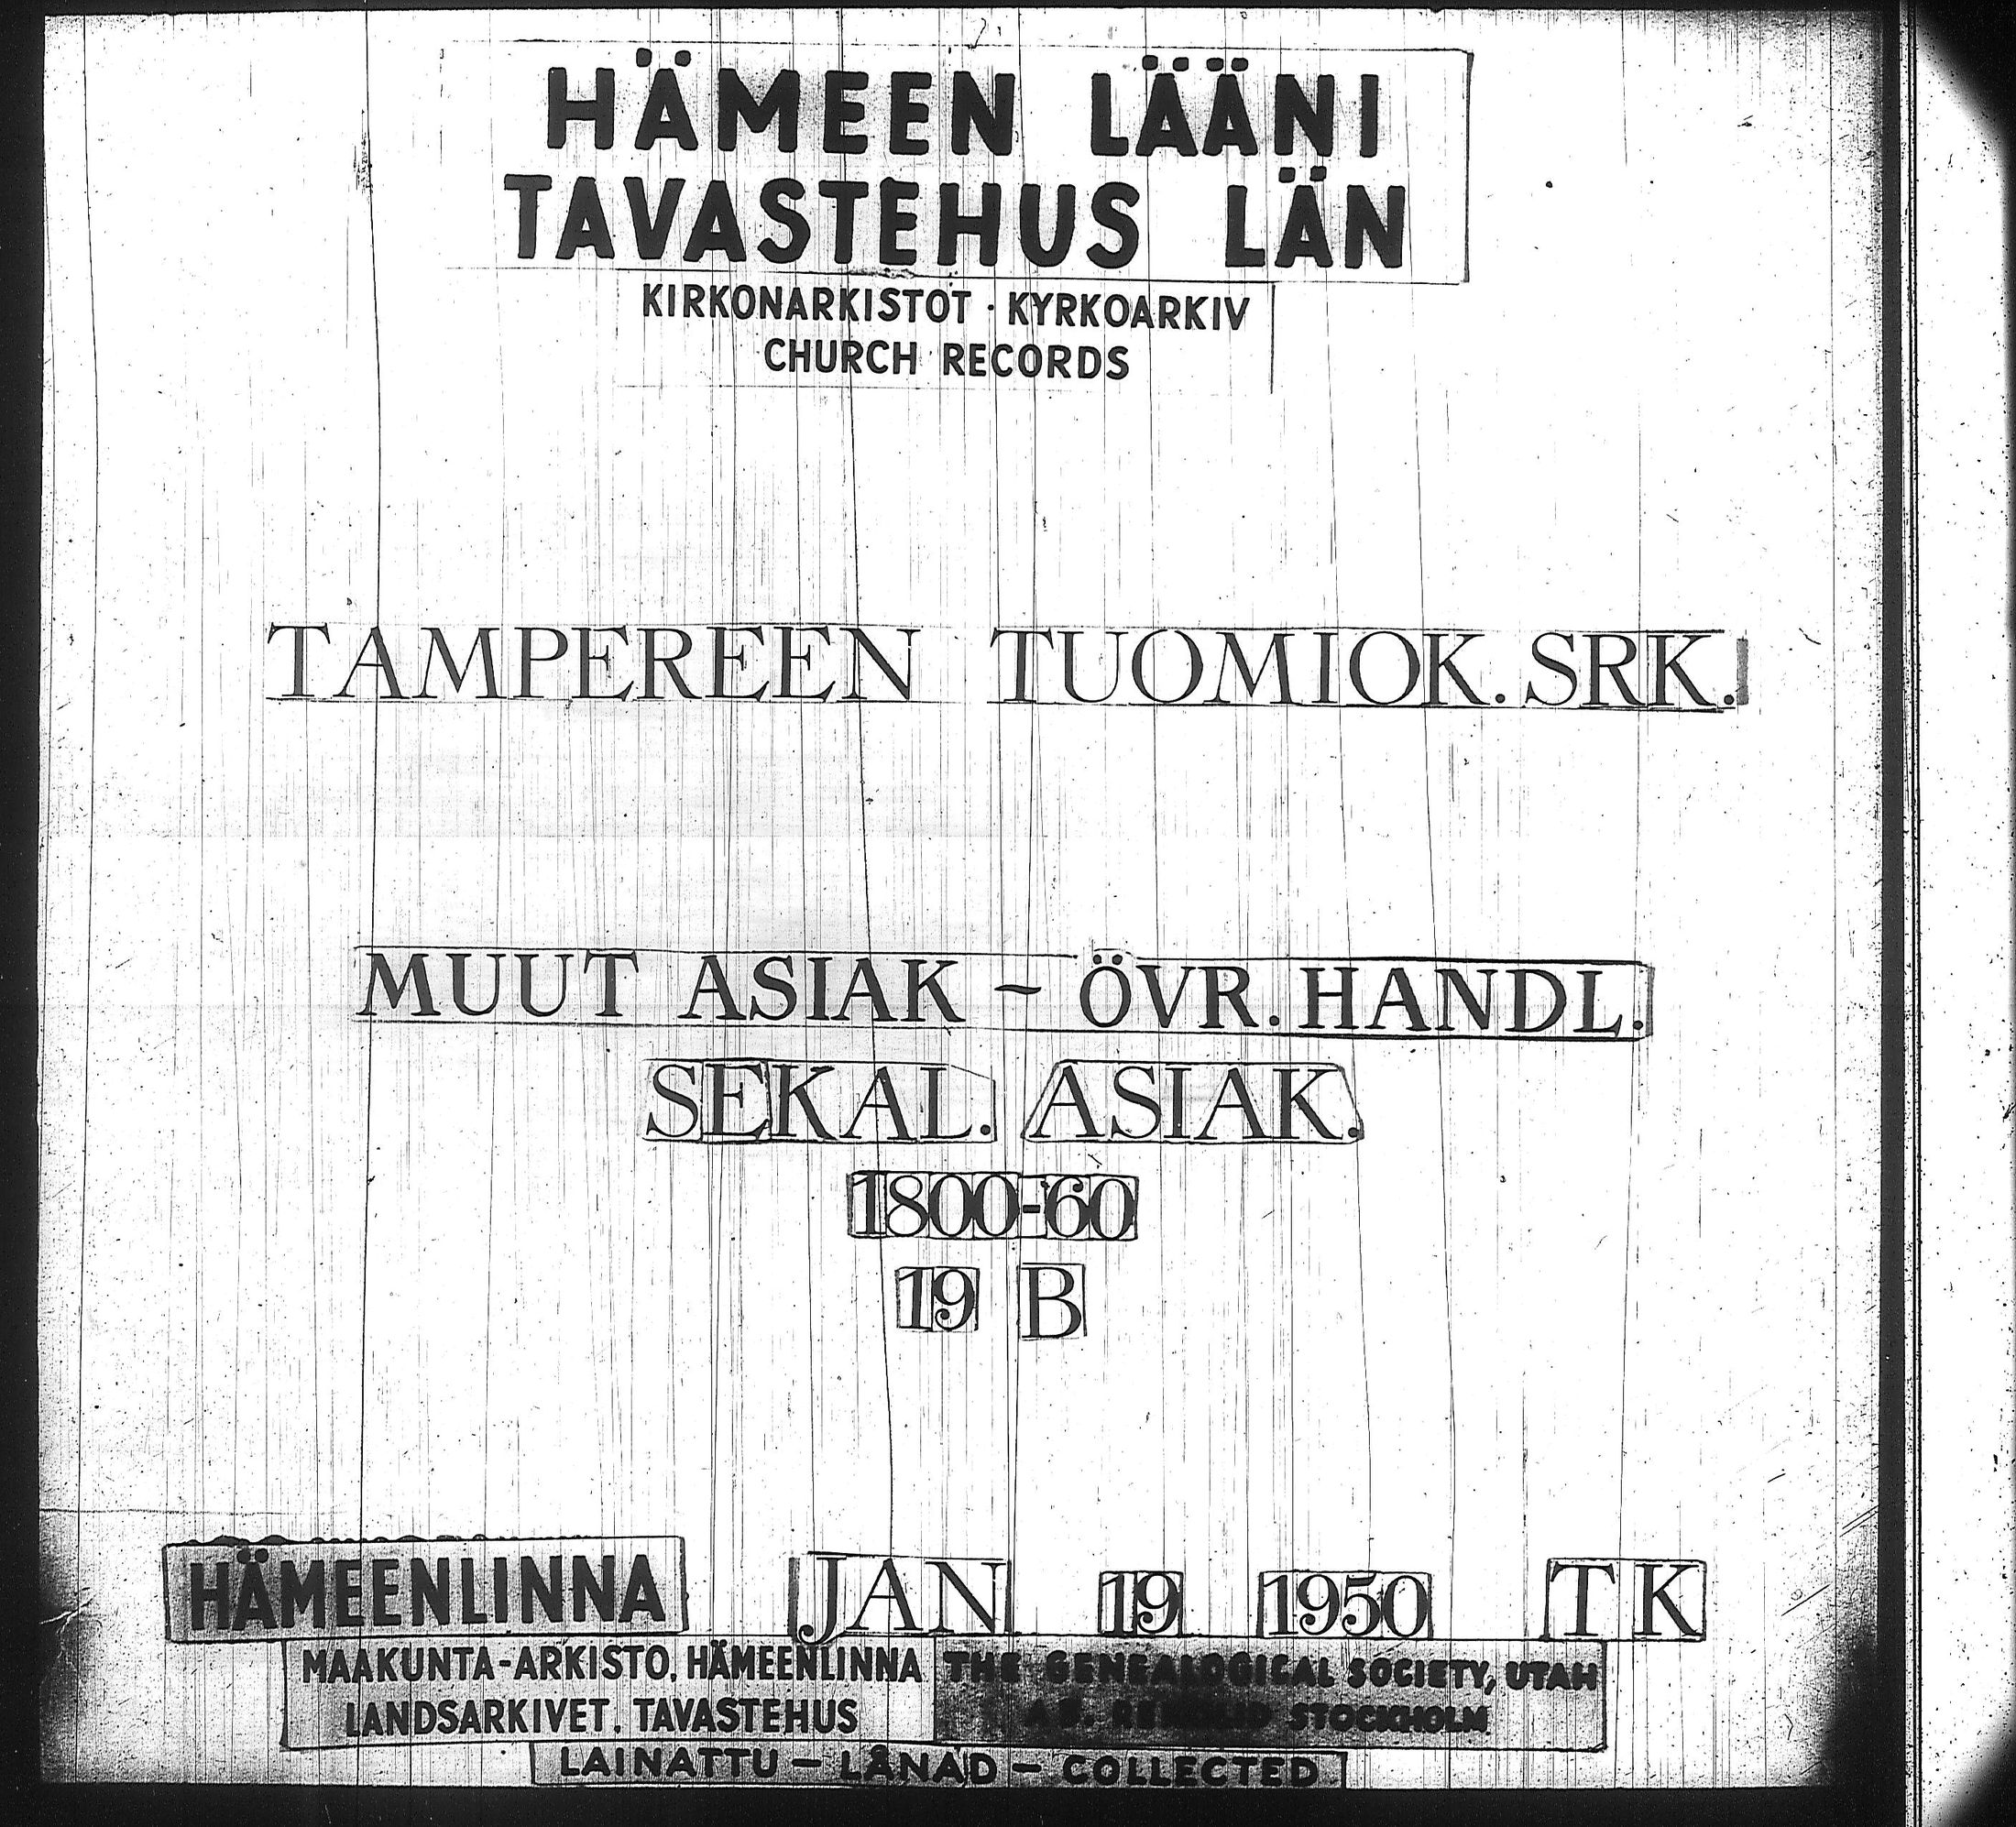 HÄMEEN LÄÄNI
TAVASTEHUS LÄN
KIRKONARKISTOT · KYRKOARKIV
CHURCH RECORDS
TAMPEREEN TUOMIOK. SRK.
MUUT ASIAK – ÖVR. HANDL.
SEKAL. ASIAK.
1800-60
19 B
HÄMEENLINNA JAN 19 1950 TK
MAAKUNTA-ARKISTO, HÄMEENLINNA
LANDSARKIVET, TAVASTEHUS
THE GENEALOGICAL SOCIETY, UTAH
STOCKHOLM
LAINATTU – LÅNAD – COLLECTED